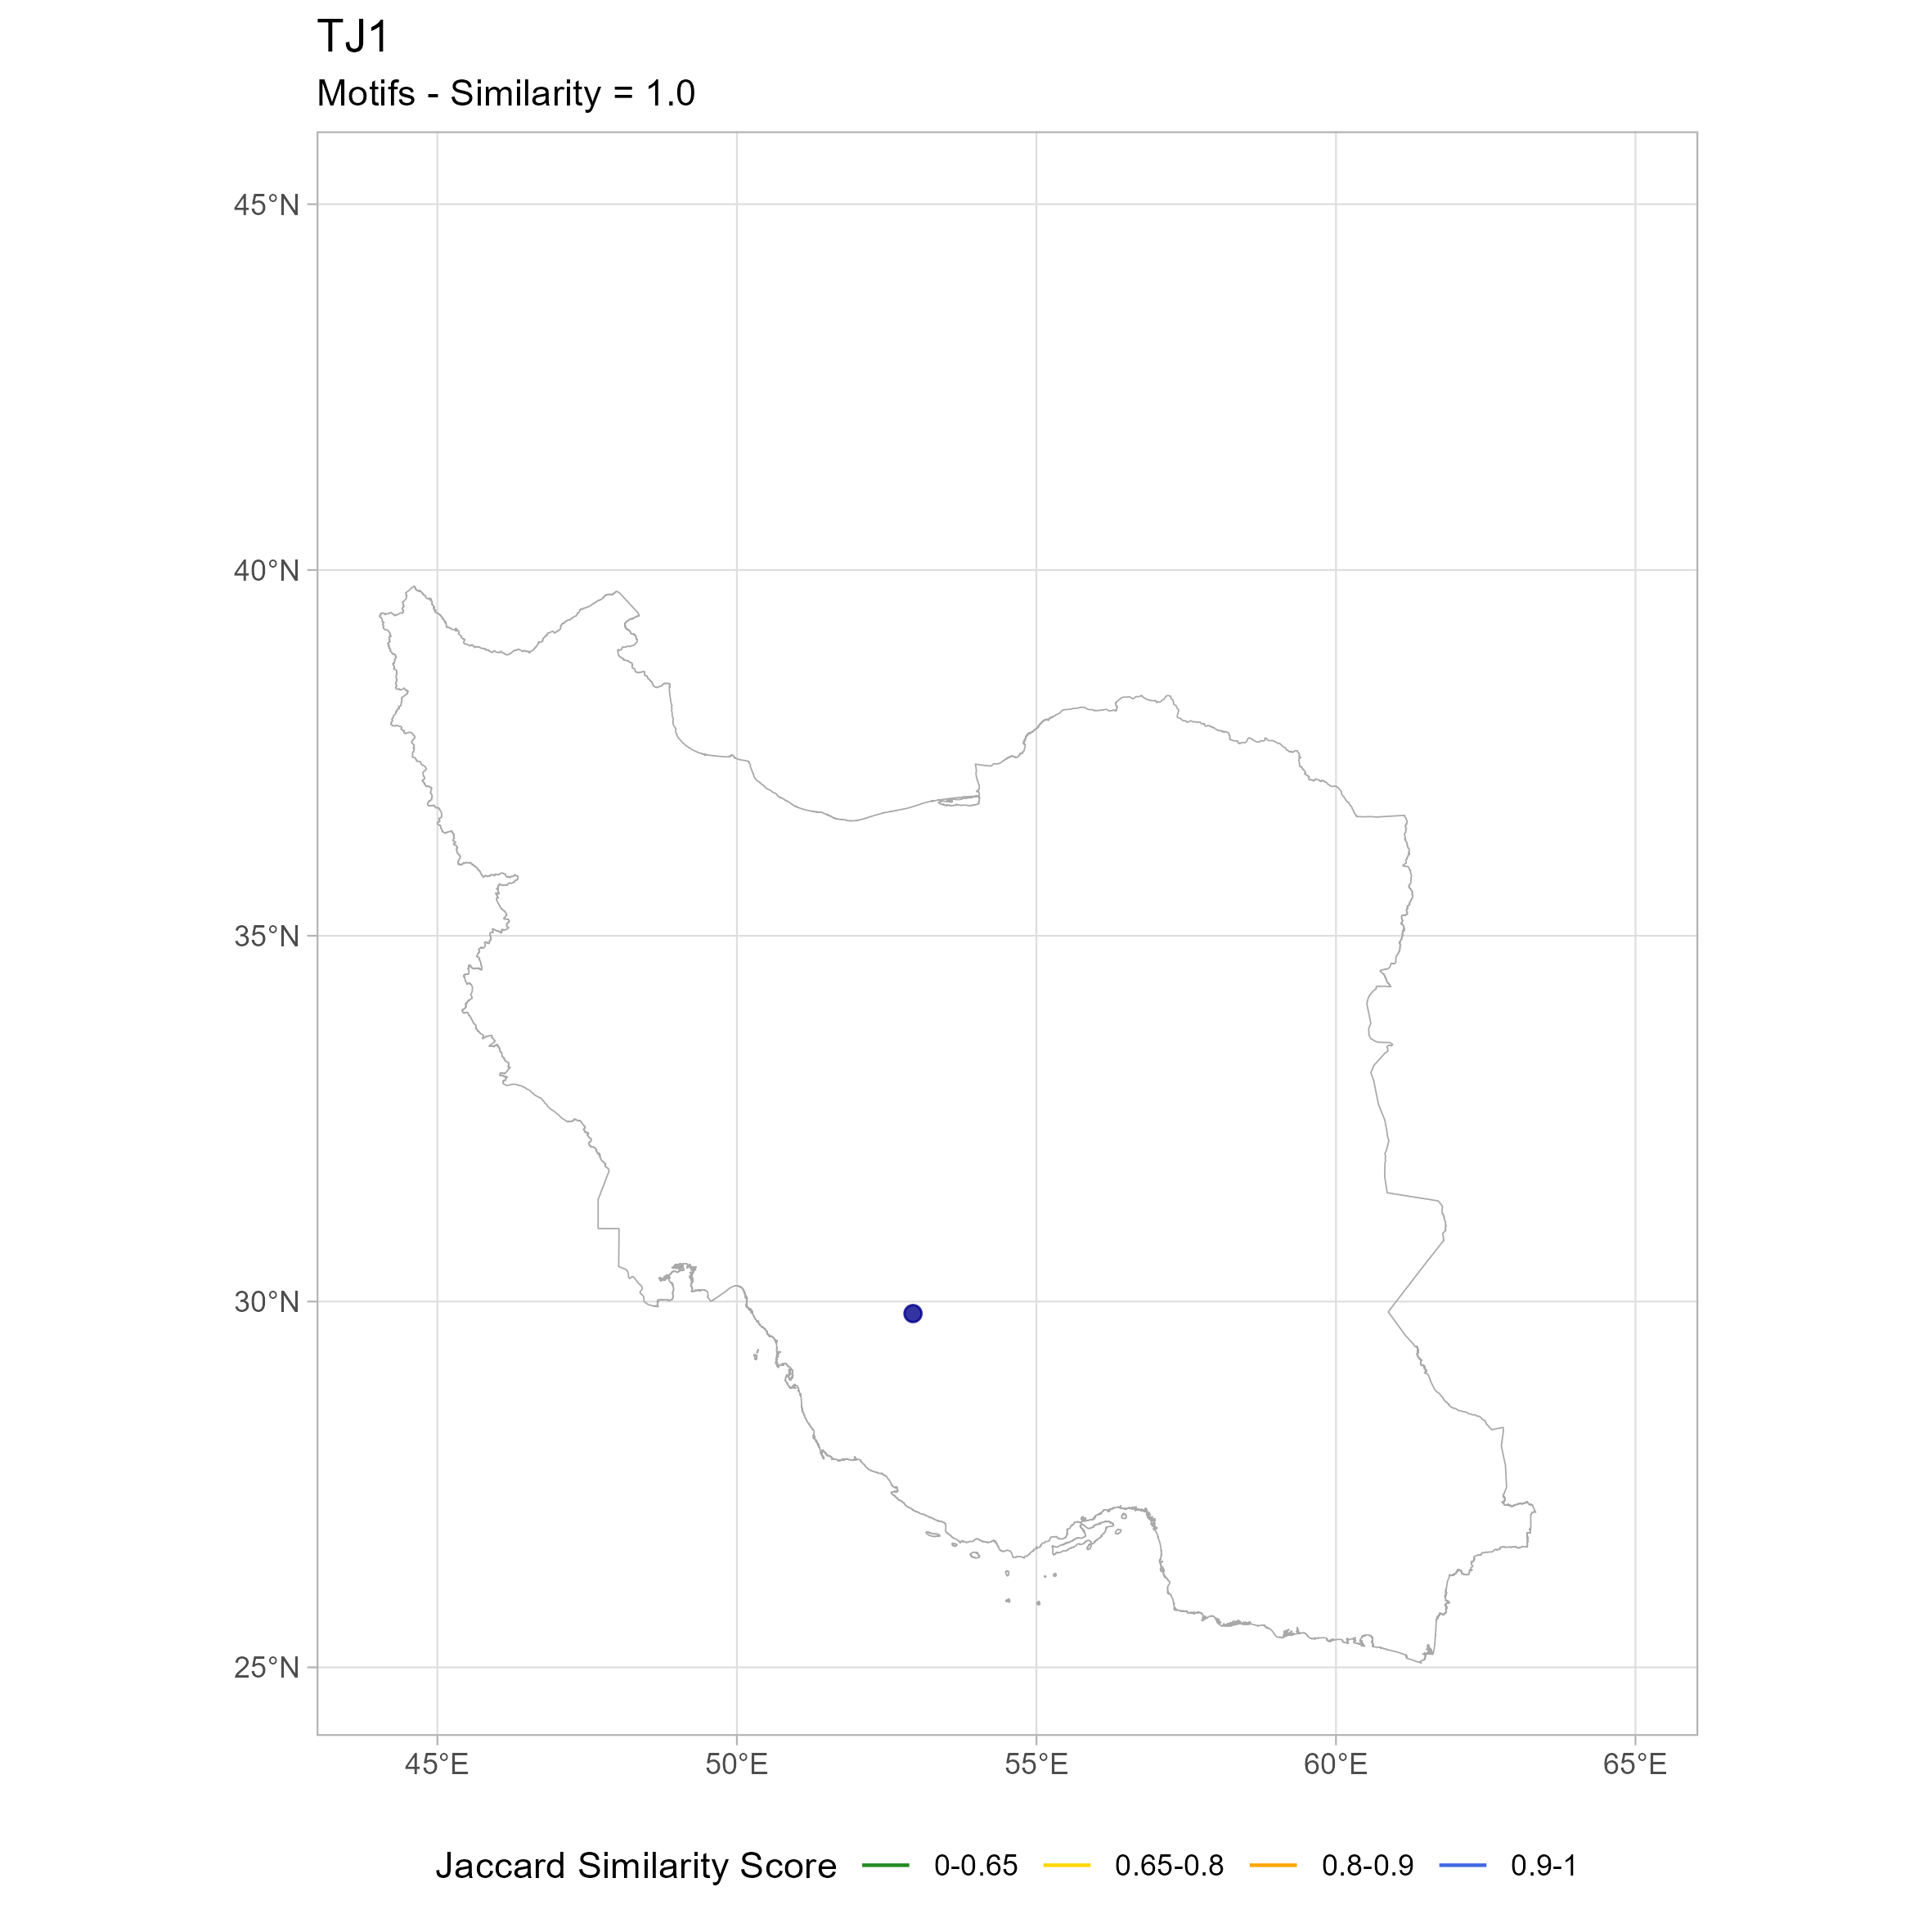 TJ1
Motifs - Similarity = 1.0
45°N
40°N
35°N
30°N
25°N
45°E 50°E 55°E 60°E 65°E
Jaccard Similarity Score 0-0.65 0.65-0.8 0.8-0.9 0.9-1